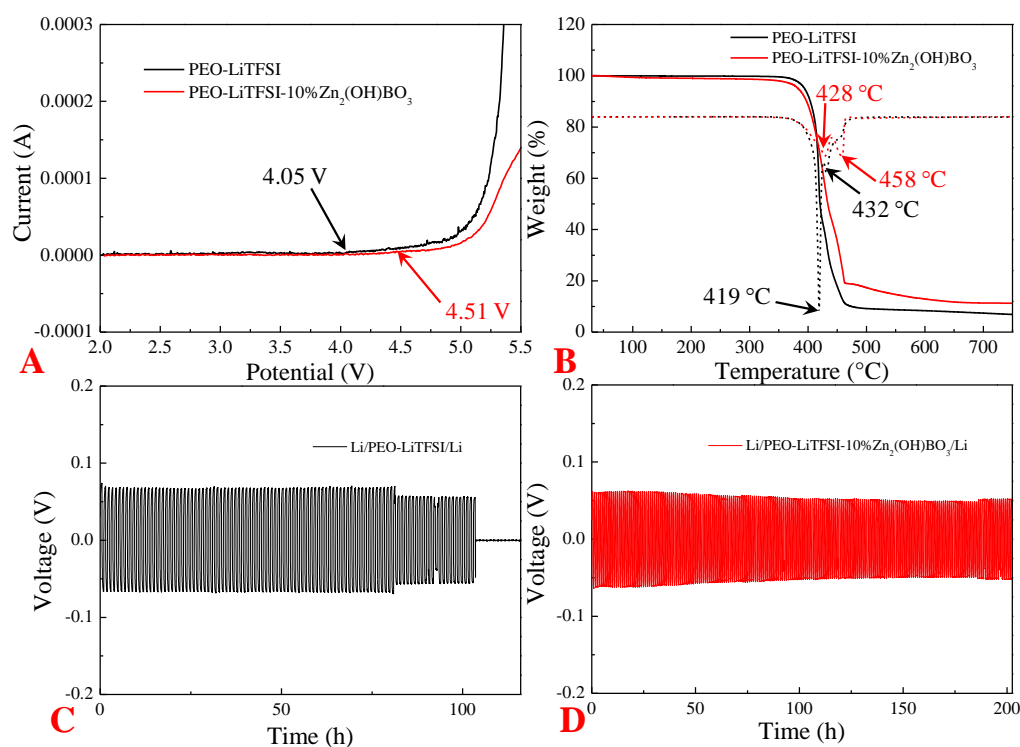 0.0003
0.0002
0.0001
0.0000
-0.0001
Current (A)
PEO-LiTFSI
PEO-LiTFSI-10%Zn₂(OH)BO₃
4.05 V
4.51 V
2.0 2.5 3.0 3.5 4.0 4.5 5.0 5.5
Potential (V)
A
120
100
80
60
40
20
0
Weight (%)
PEO-LiTFSI
PEO-LiTFSI-10%Zn₂(OH)BO₃
428 °C
458 °C
432 °C
419 °C
100 200 300 400 500 600 700
Temperature (°C)
B
0.2
0.1
0.0
-0.1
-0.2
Voltage (V)
Li/PEO-LiTFSI/Li
0 50 100
Time (h)
C
0.2
0.1
0.0
-0.1
-0.2
Voltage (V)
Li/PEO-LiTFSI-10%Zn₂(OH)BO₃/Li
0 50 100 150 200
Time (h)
D